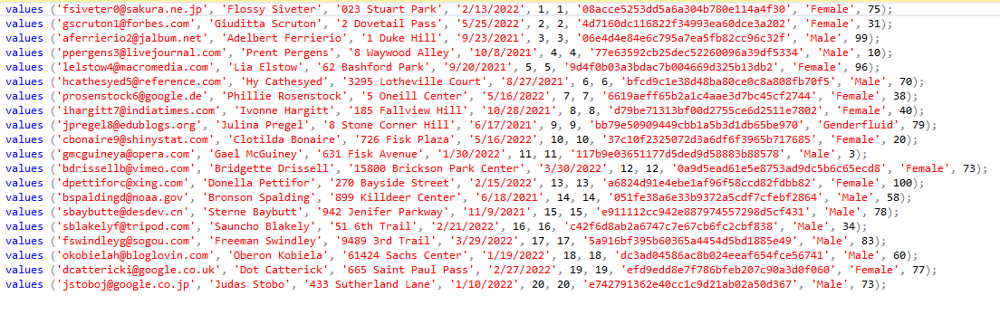 values ('fsiveter0@sakura.ne.jp', 'Flossy Siveter', '023 Stuart Park', '2/13/2022', 1, 1, '08acce5253dd5a6a304b780e114a4f30', 'Female', 75);
values ('gscruton1@forbes.com', 'Giuditta Scruton', '2 Dovetail Pass', '5/25/2022', 2, 2, '4d7160dc116822f34993ea60dce3a202', 'Female', 31);
values ('aferrierio2@jalbum.net', 'Adelbert Ferrierio', '1 Duke Hill', '9/23/2021', 3, 3, '06e4d4e84e6c795a7ea5fb82cc96c32f', 'Male', 99);
values ('ppergens3@livejournal.com', 'Prent Pergens', '8 Waywood Alley', '10/8/2021', 4, 4, '77e63592cb25dec52260096a39df5334', 'Male', 10);
values ('lelstow4@macromedia.com', 'Lia Elstow', '62 Bashford Park', '9/20/2021', 5, 5, '9d4f0b03a3bdac7b004669d325b13db2', 'Female', 96);
values ('hcathesyed5@reference.com', 'Hy Cathesyed', '3295 Lotheville Court', '8/27/2021', 6, 6, 'bfcd9c1e38d48ba80ce0c8a808fb70f5', 'Male', 70);
values ('prosenstock6@google.de', 'Phillie Rosenstock', '5 Oneill Center', '5/16/2022', 7, 7, '6619aeff65b2a1c4aae3d7bc45cf2744', 'Female', 38);
values ('ihargitt7@indiatimes.com', 'Ivonne Hargitt', '185 Fallview Hill', '10/28/2021', 8, 8, 'd79be71313bf00d2755ce6d2511e7802', 'Female', 40);
values ('jpregel8@edublogs.org', 'Julina Pregel', '8 Stone Corner Hill', '6/17/2021', 9, 9, 'bb79e50909449cbb1a5b3d1db65be970', 'Genderfluid', 79);
values ('cbonaire9@shinystat.com', 'Clotilda Bonaire', '726 Fisk Plaza', '5/16/2022', 10, 10, '37c10f2325072d3a6df6f3965b717685', 'Female', 20);
values ('gmcguineya@opera.com', 'Gael McGuiney', '631 Fisk Avenue', '1/30/2022', 11, 11, '117b9e03651177d5ded9d58883b88578', 'Male', 3);
values ('bdrissellb@vimeo.com', 'Bridgette Drissell', '15800 Brickson Park Center', '3/30/2022', 12, 12, '0a9d5ead61e5e8753ad9dc5b6c65ecd8', 'Female', 73);
values ('dpettiforc@xing.com', 'Donella Pettifor', '270 Bayside Street', '2/15/2022', 13, 13, 'a6824d91e4ebe1af96f58ccd82fdbb82', 'Female', 100);
values ('bspaldingd@noaa.gov', 'Bronson Spalding', '899 Killdeer Center', '6/18/2021', 14, 14, '051fe38a6e33b9372a5cdf7cfebf2864', 'Male', 58);
values ('sbaybutte@desdev.cn', 'Sterne Baybutt', '942 Jenifer Parkway', '11/9/2021', 15, 15, 'e911112cc942e887974557298d5cf431', 'Male', 78);
values ('sblakelyf@tripod.com', 'Sauncho Blakely', '51 6th Trail', '2/21/2022', 16, 16, 'c42f6d8ab2a6747c7e67cb6fc2cbf838', 'Male', 34);
values ('fswindleyg@sogou.com', 'Freeman Swindley', '9489 3rd Trail', '3/29/2022', 17, 17, '5a916bf395b60365a4454d5bd1885e49', 'Male', 83);
values ('okobielah@bloglovin.com', 'Oberon Kobiela', '61424 Sachs Center', '1/19/2022', 18, 18, 'dc3ad04586ac8b024eeaf654fce56741', 'Male', 60);
values ('dcattericki@google.co.uk', 'Dot Catterick', '665 Saint Paul Pass', '2/27/2022', 19, 19, 'efd9edd8e7f786bfeb207c90a3d0f060', 'Female', 77);
values ('jstoboj@google.co.jp', 'Judas Stobo', '433 Sutherland Lane', '1/10/2022', 20, 20, 'e742791362e40cc1c9d21ab02a50d367', 'Male', 73);